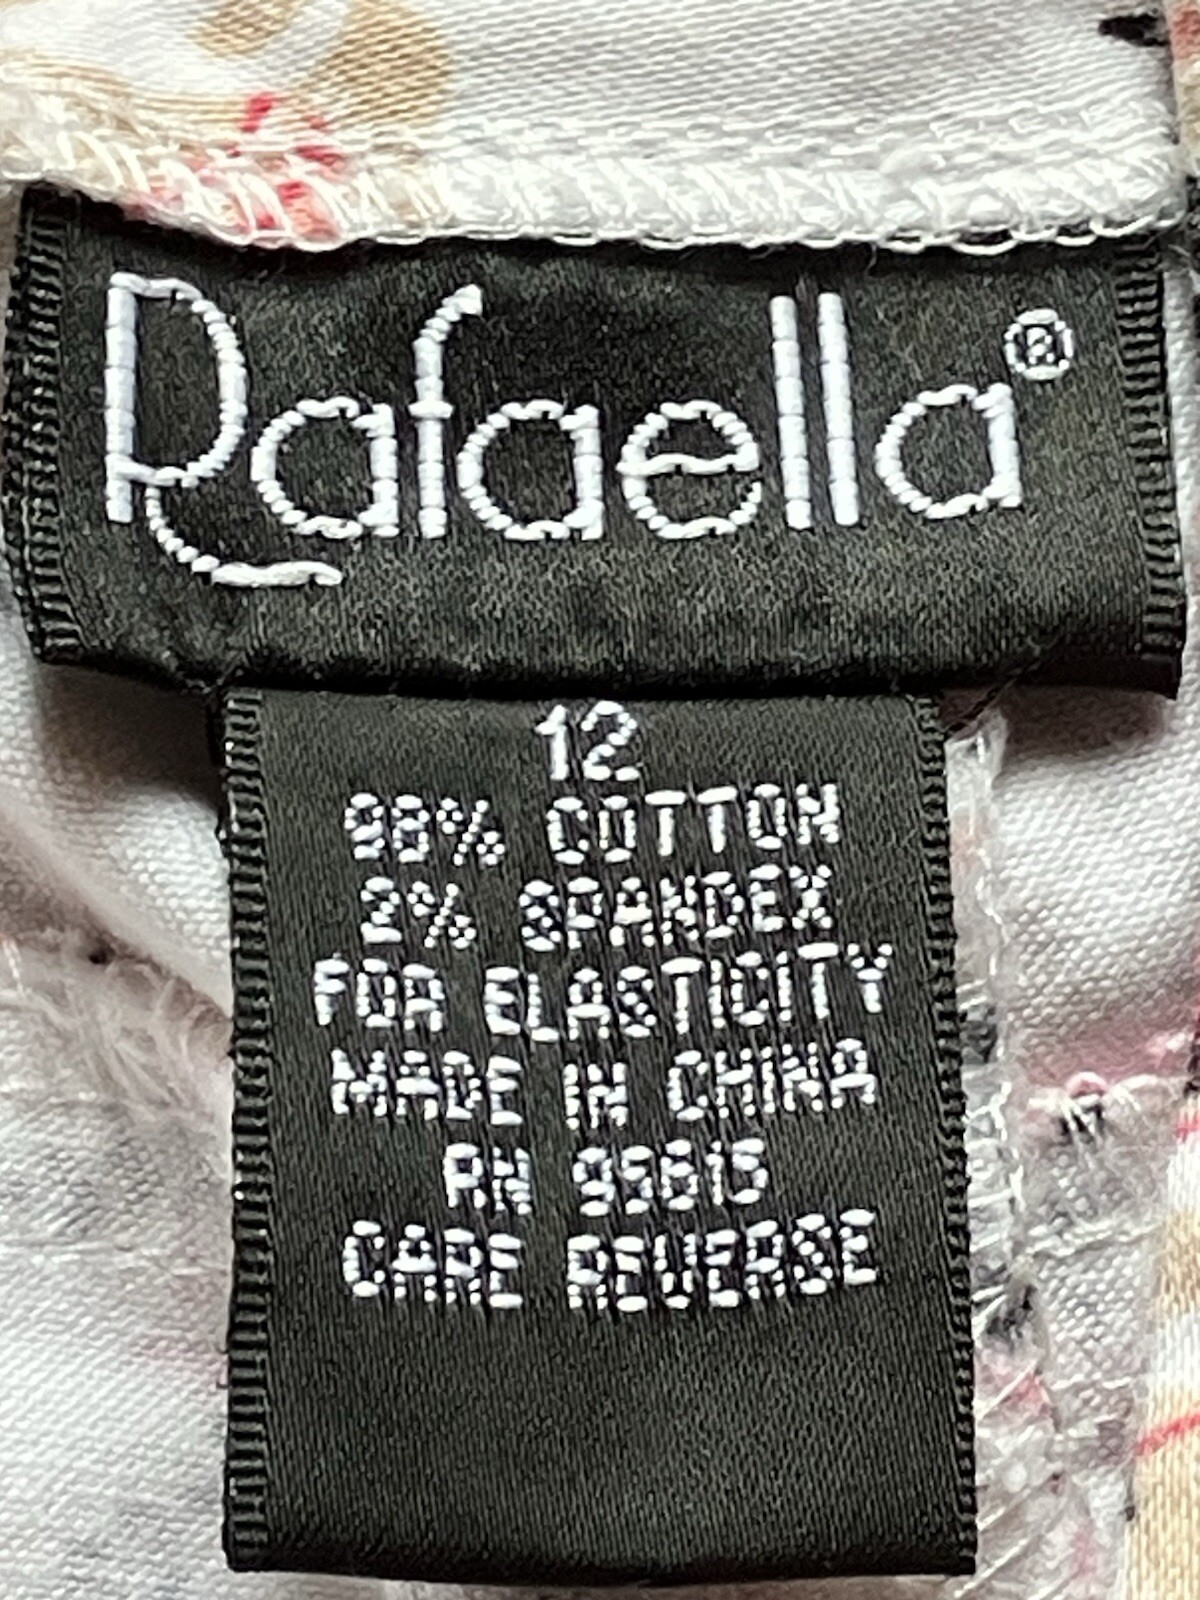 Rafaella®
12
98% COTTON
2% SPANDEX
FOR ELASTICITY
MADE IN CHINA
RN 95615
CARE REVERSE